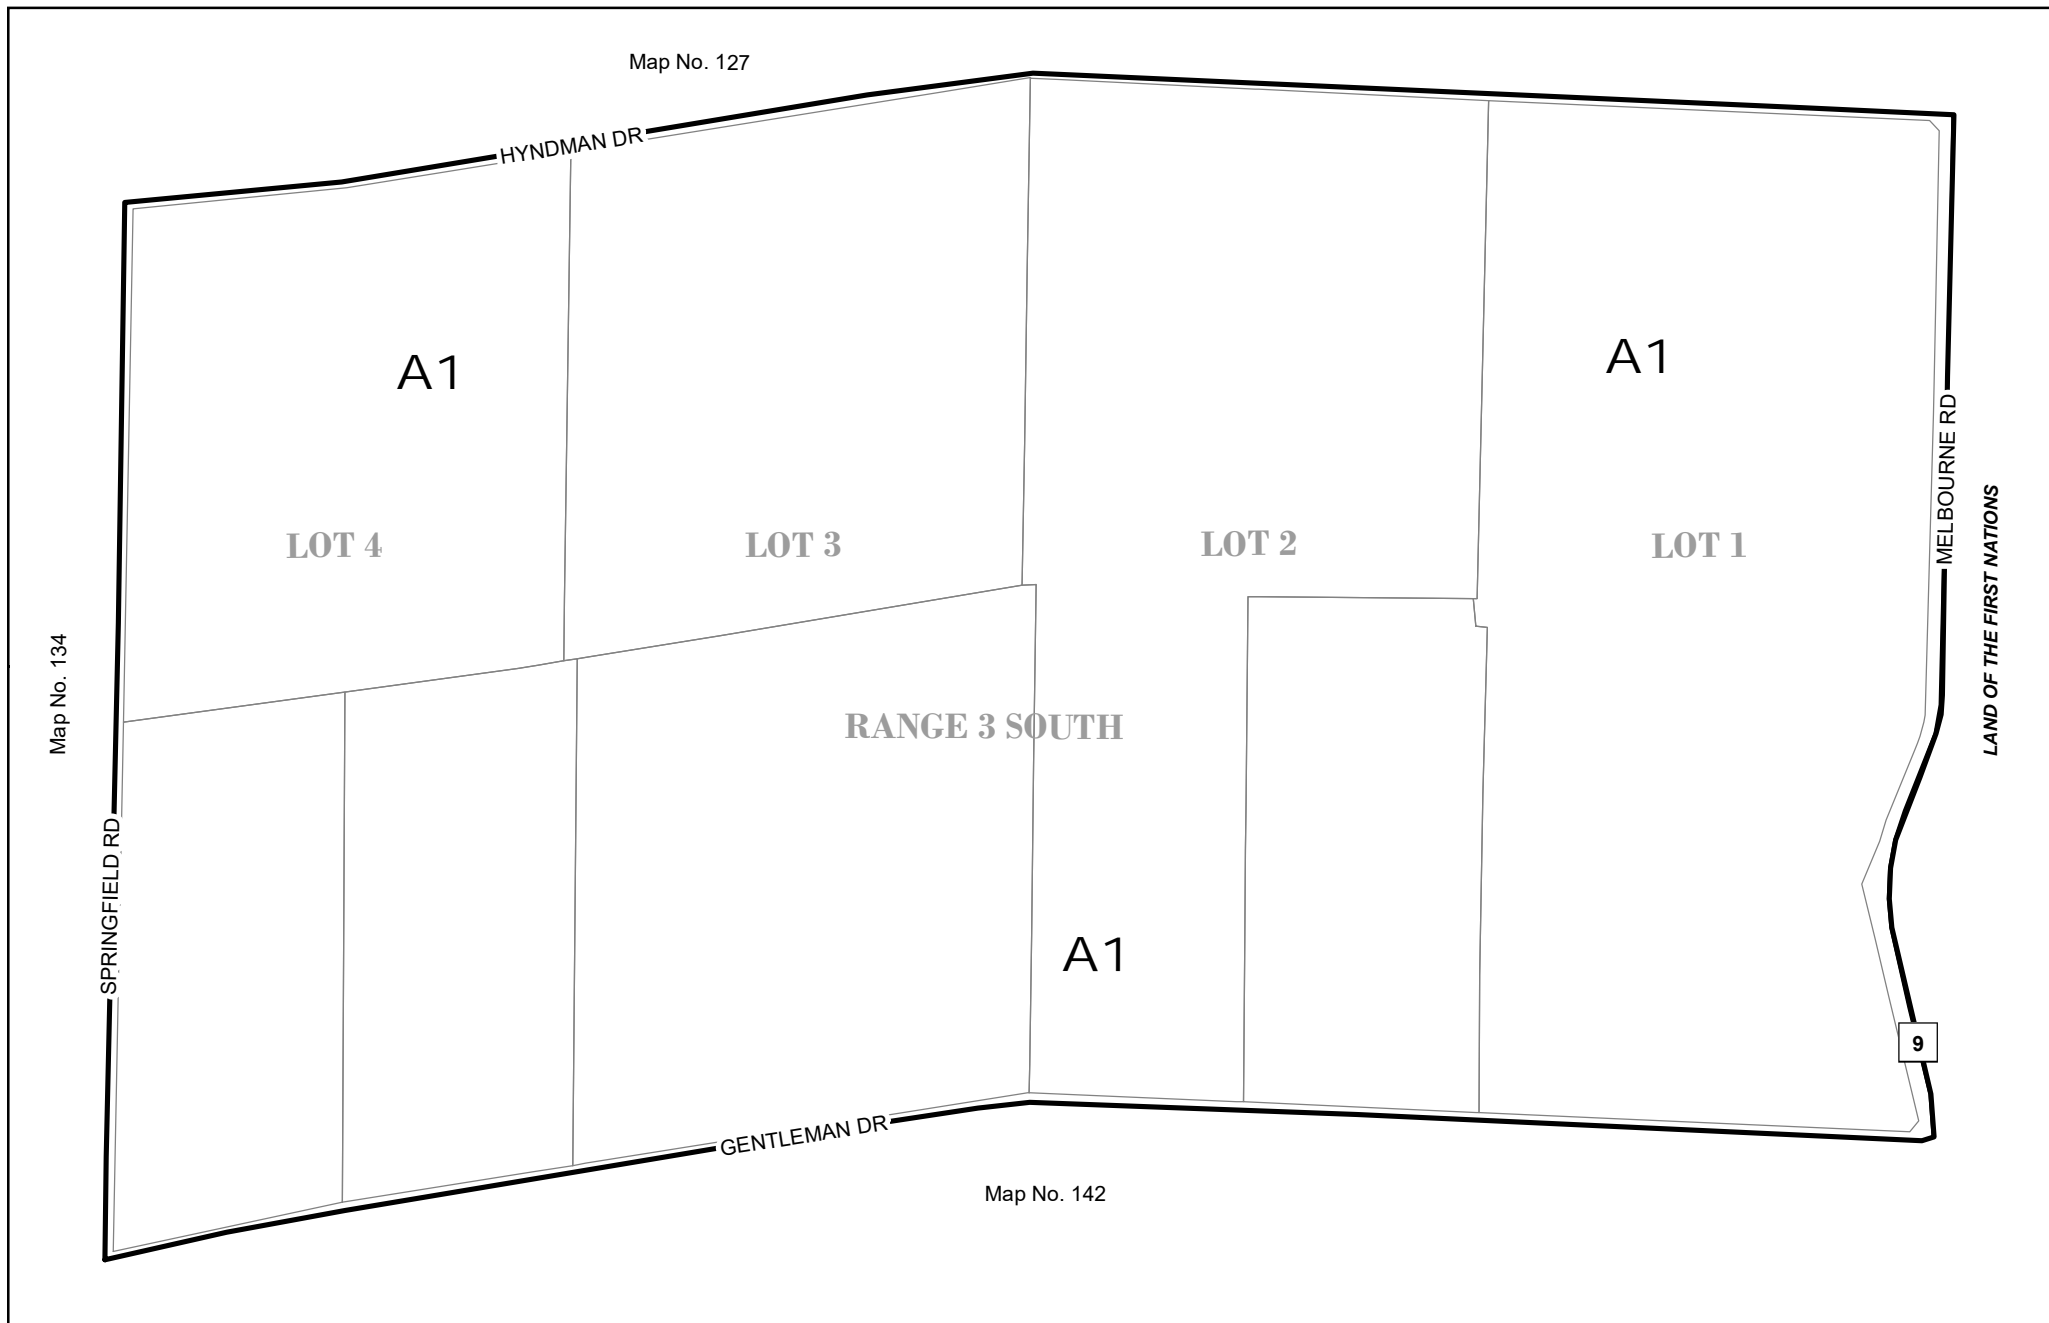 Map No. 127
HYNDMAN DR
A1
A1
MELBOURNE RD
LAND OF THE FIRST NATIONS
LOT 4
LOT 3
LOT 2
LOT 1
Map No. 134
RANGE 3 SOUTH
SPRINGFIELD RD
A1
9
GENTLEMAN DR
Map No. 142